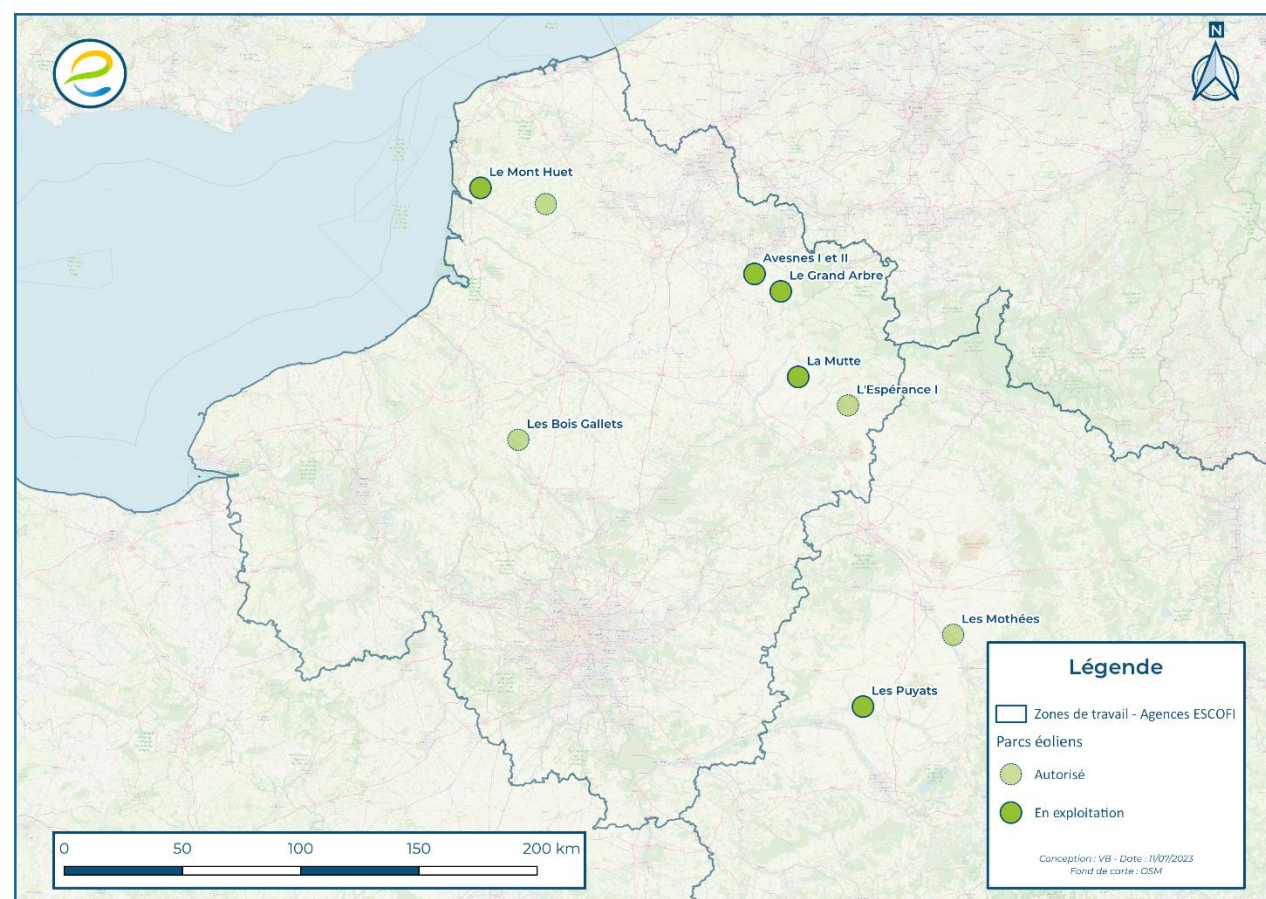 N
Le Mont Huet
Avesnes I et II
Le Grand Arbre
La Mutte
L'Espérance I
Les Bois Gallets
Les Mothées
Les Puyats
Légende
Zones de travail - Agences ESCOFI
Parcs éoliens
Autorisé
En exploitation
Conception : VB - Date : 11/07/2023
Fond de carte : OSM
0 50 100 150 200 km